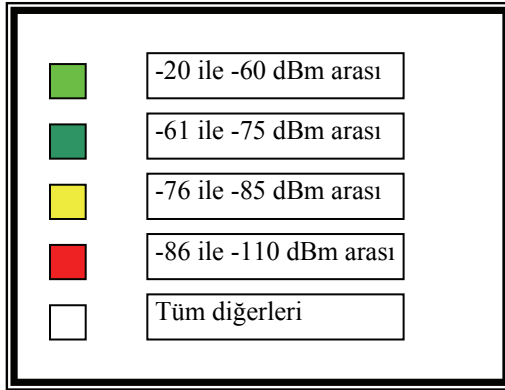 -20 ile -60 dBm arası
-61 ile -75 dBm arası
-76 ile -85 dBm arası
-86 ile -110 dBm arası
Tüm diğerleri